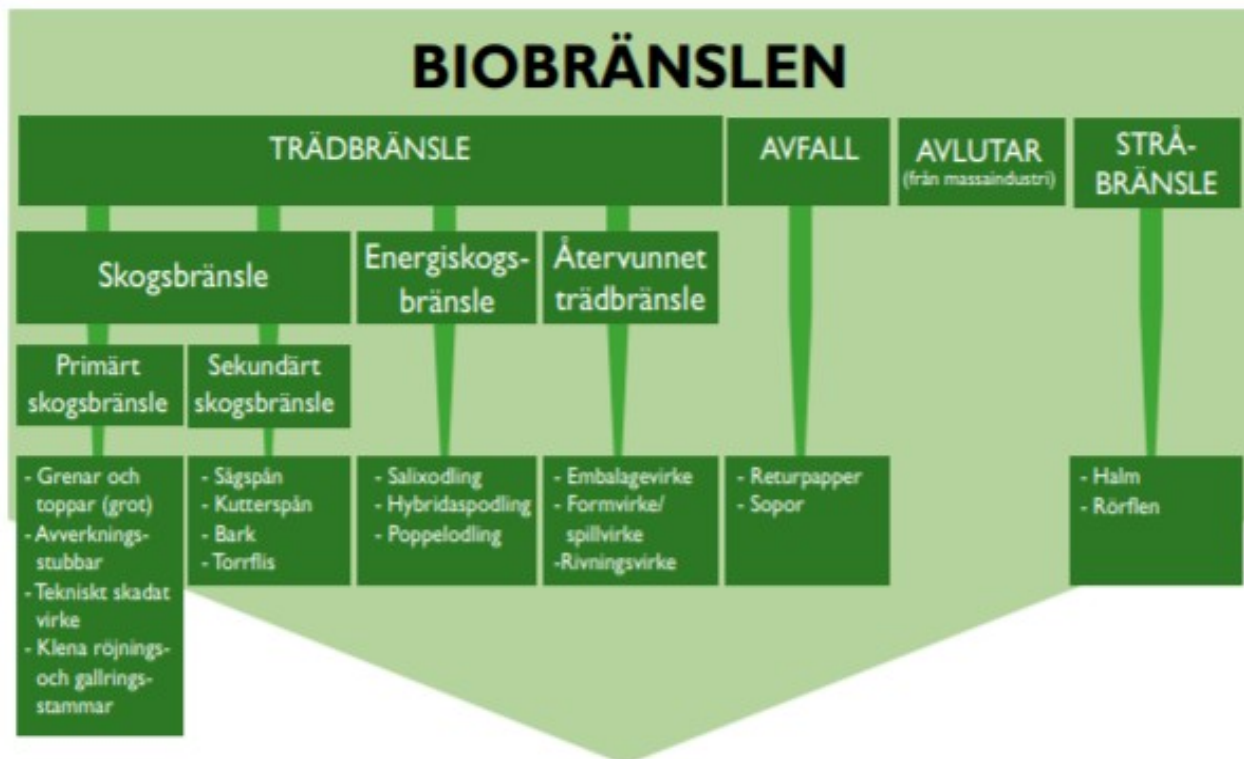 BIOBRÄNSLEN
TRÄDBRÄNSLE
AVFALL
AVLUTAR
(från massaindustri)
STRÅ-
BRÄNSLE
Skogsbränsle
Energiskogs-
bränsle
Återvunnet
trädbränsle
Primärt
skogsbränsle
Sekundärt
skogsbränsle
- Grenar och
toppar (grot)
- Avverknings-
stubbar
- Tekniskt skadat
virke
- Klena röjnings-
och gallrings-
stammar
- Sågspån
- Kutterspån
- Bark
- Torrflis
- Salixodling
- Hybridaspodling
- Poppelodling
- Embalagevirke
- Formvirke/
spillvirke
-Rivningsvirke
- Returpapper
- Sopor
- Halm
- Rörflen